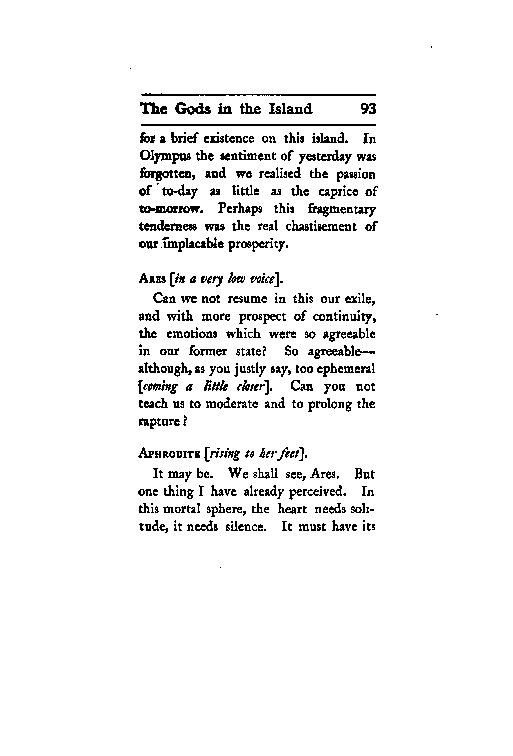 The Gods in the Island 93
for a brief existence on this island. In
Olympus the sentiment of yesterday was
forgotten, and we realised the passion
of to-day as little as the caprice of
to-morrow. Perhaps this fragmentary
tenderness was the real chastisement of
our implacable prosperity.
ARES [in a very low voice].
Can we not resume in this our exile,
and with more prospect of continuity,
the emotions which were so agreeable
in our former state? So agreeable—
although, as you justly say, too ephemeral
[coming a little closer]. Can you not
teach us to moderate and to prolong the
rapture?
APHRODITE [rising to her feet].
It may be. We shall see, Ares. But
one thing I have already perceived. In
this mortal sphere, the heart needs soli-
tude, it needs silence. It must have its